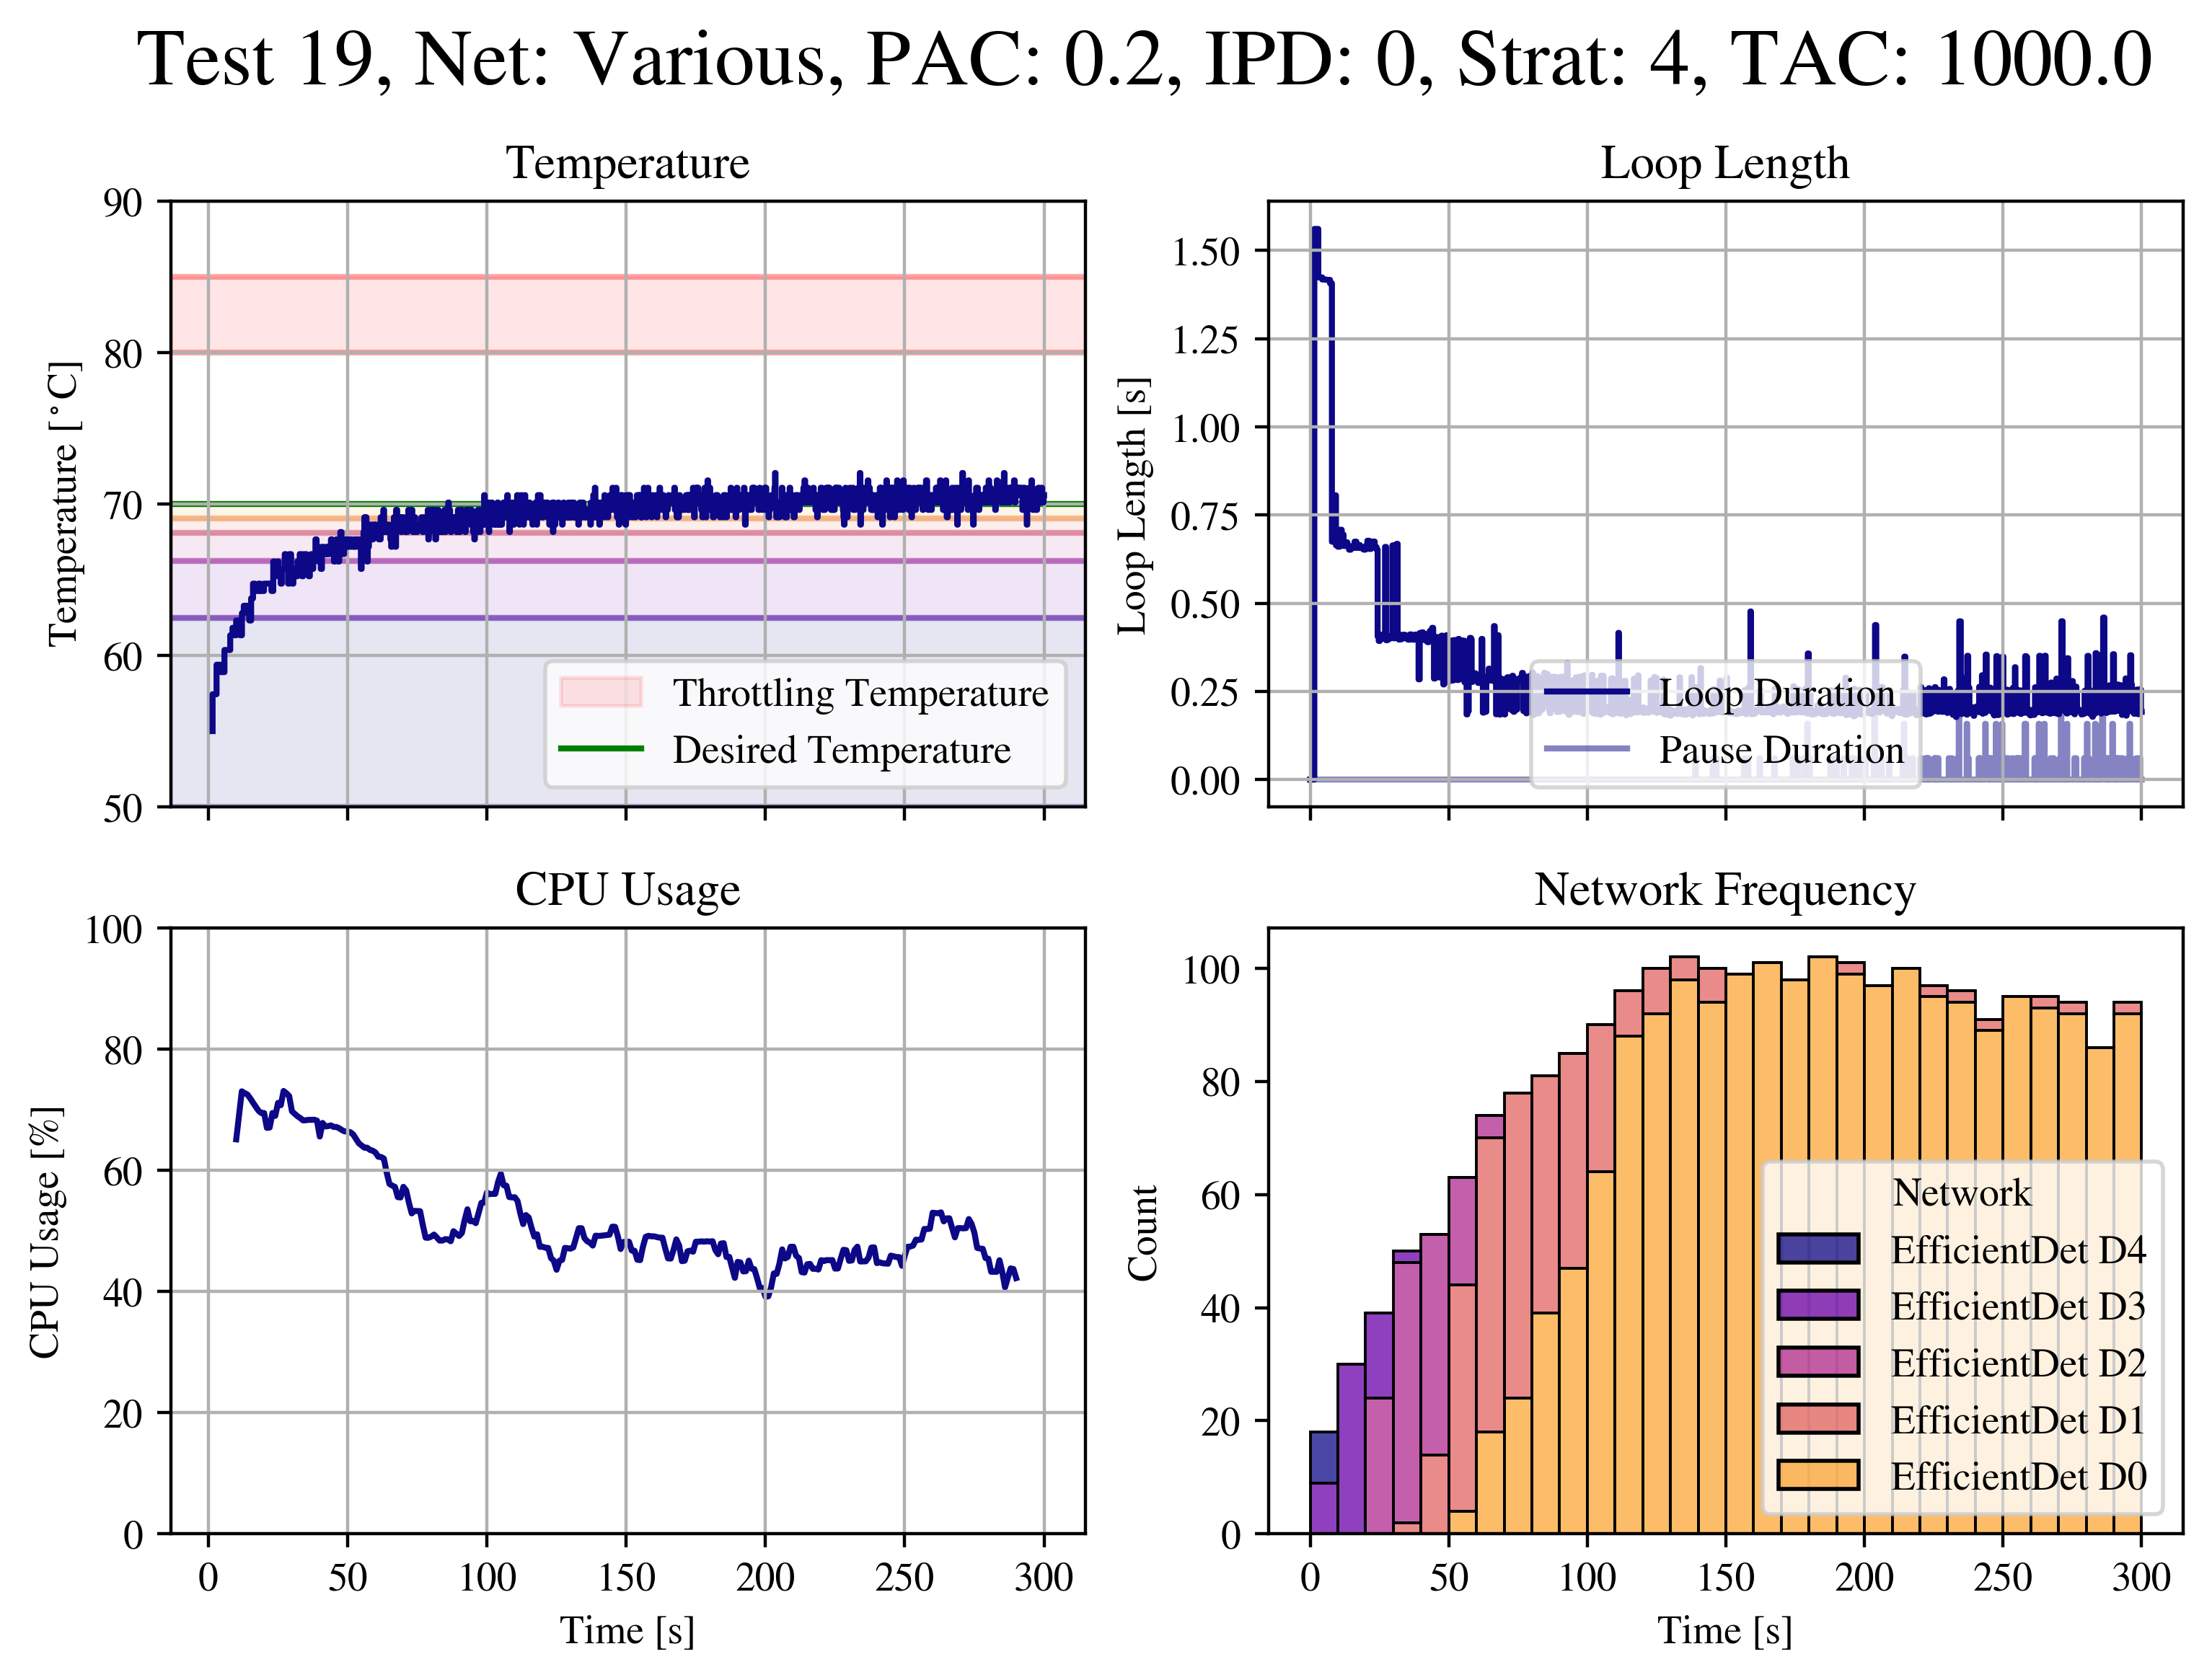 Test 19, Net: Various, PAC: 0.2, IPD: 0, Strat: 4, TAC: 1000.0
Temperature
90
80
70
60
50
Temperature [°C]
Throttling Temperature
Desired Temperature
Loop Length
1.50
1.25
1.00
0.75
0.50
0.25
0.00
Loop Length [s]
Loop Duration
Pause Duration
CPU Usage
100
80
60
40
20
0
CPU Usage [%]
0 50 100 150 200 250 300
Time [s]
Network Frequency
100
80
60
40
20
0
Count
Network
EfficientDet D4
EfficientDet D3
EfficientDet D2
EfficientDet D1
EfficientDet D0
0 50 100 150 200 250 300
Time [s]